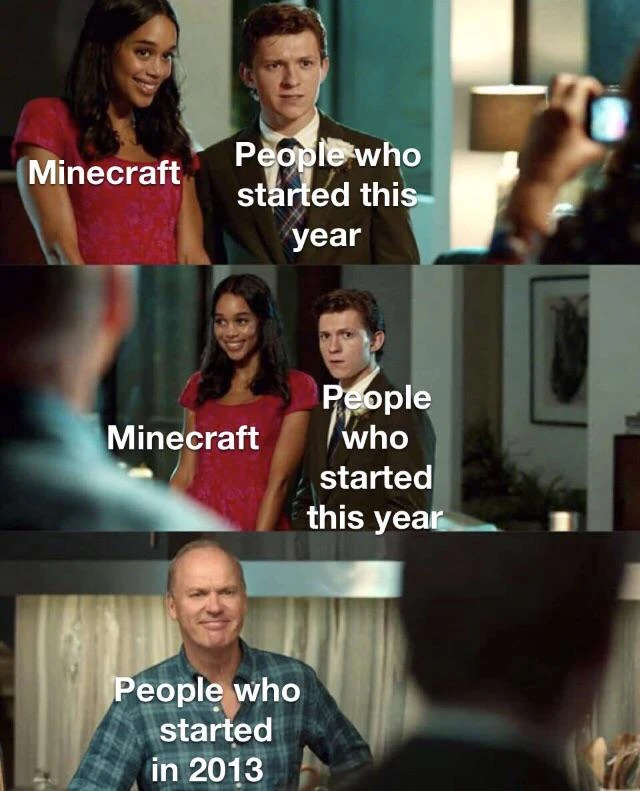 Minecraft
People who
started this
year
Minecraft
People
who
started
this year
People who
started
in 2013